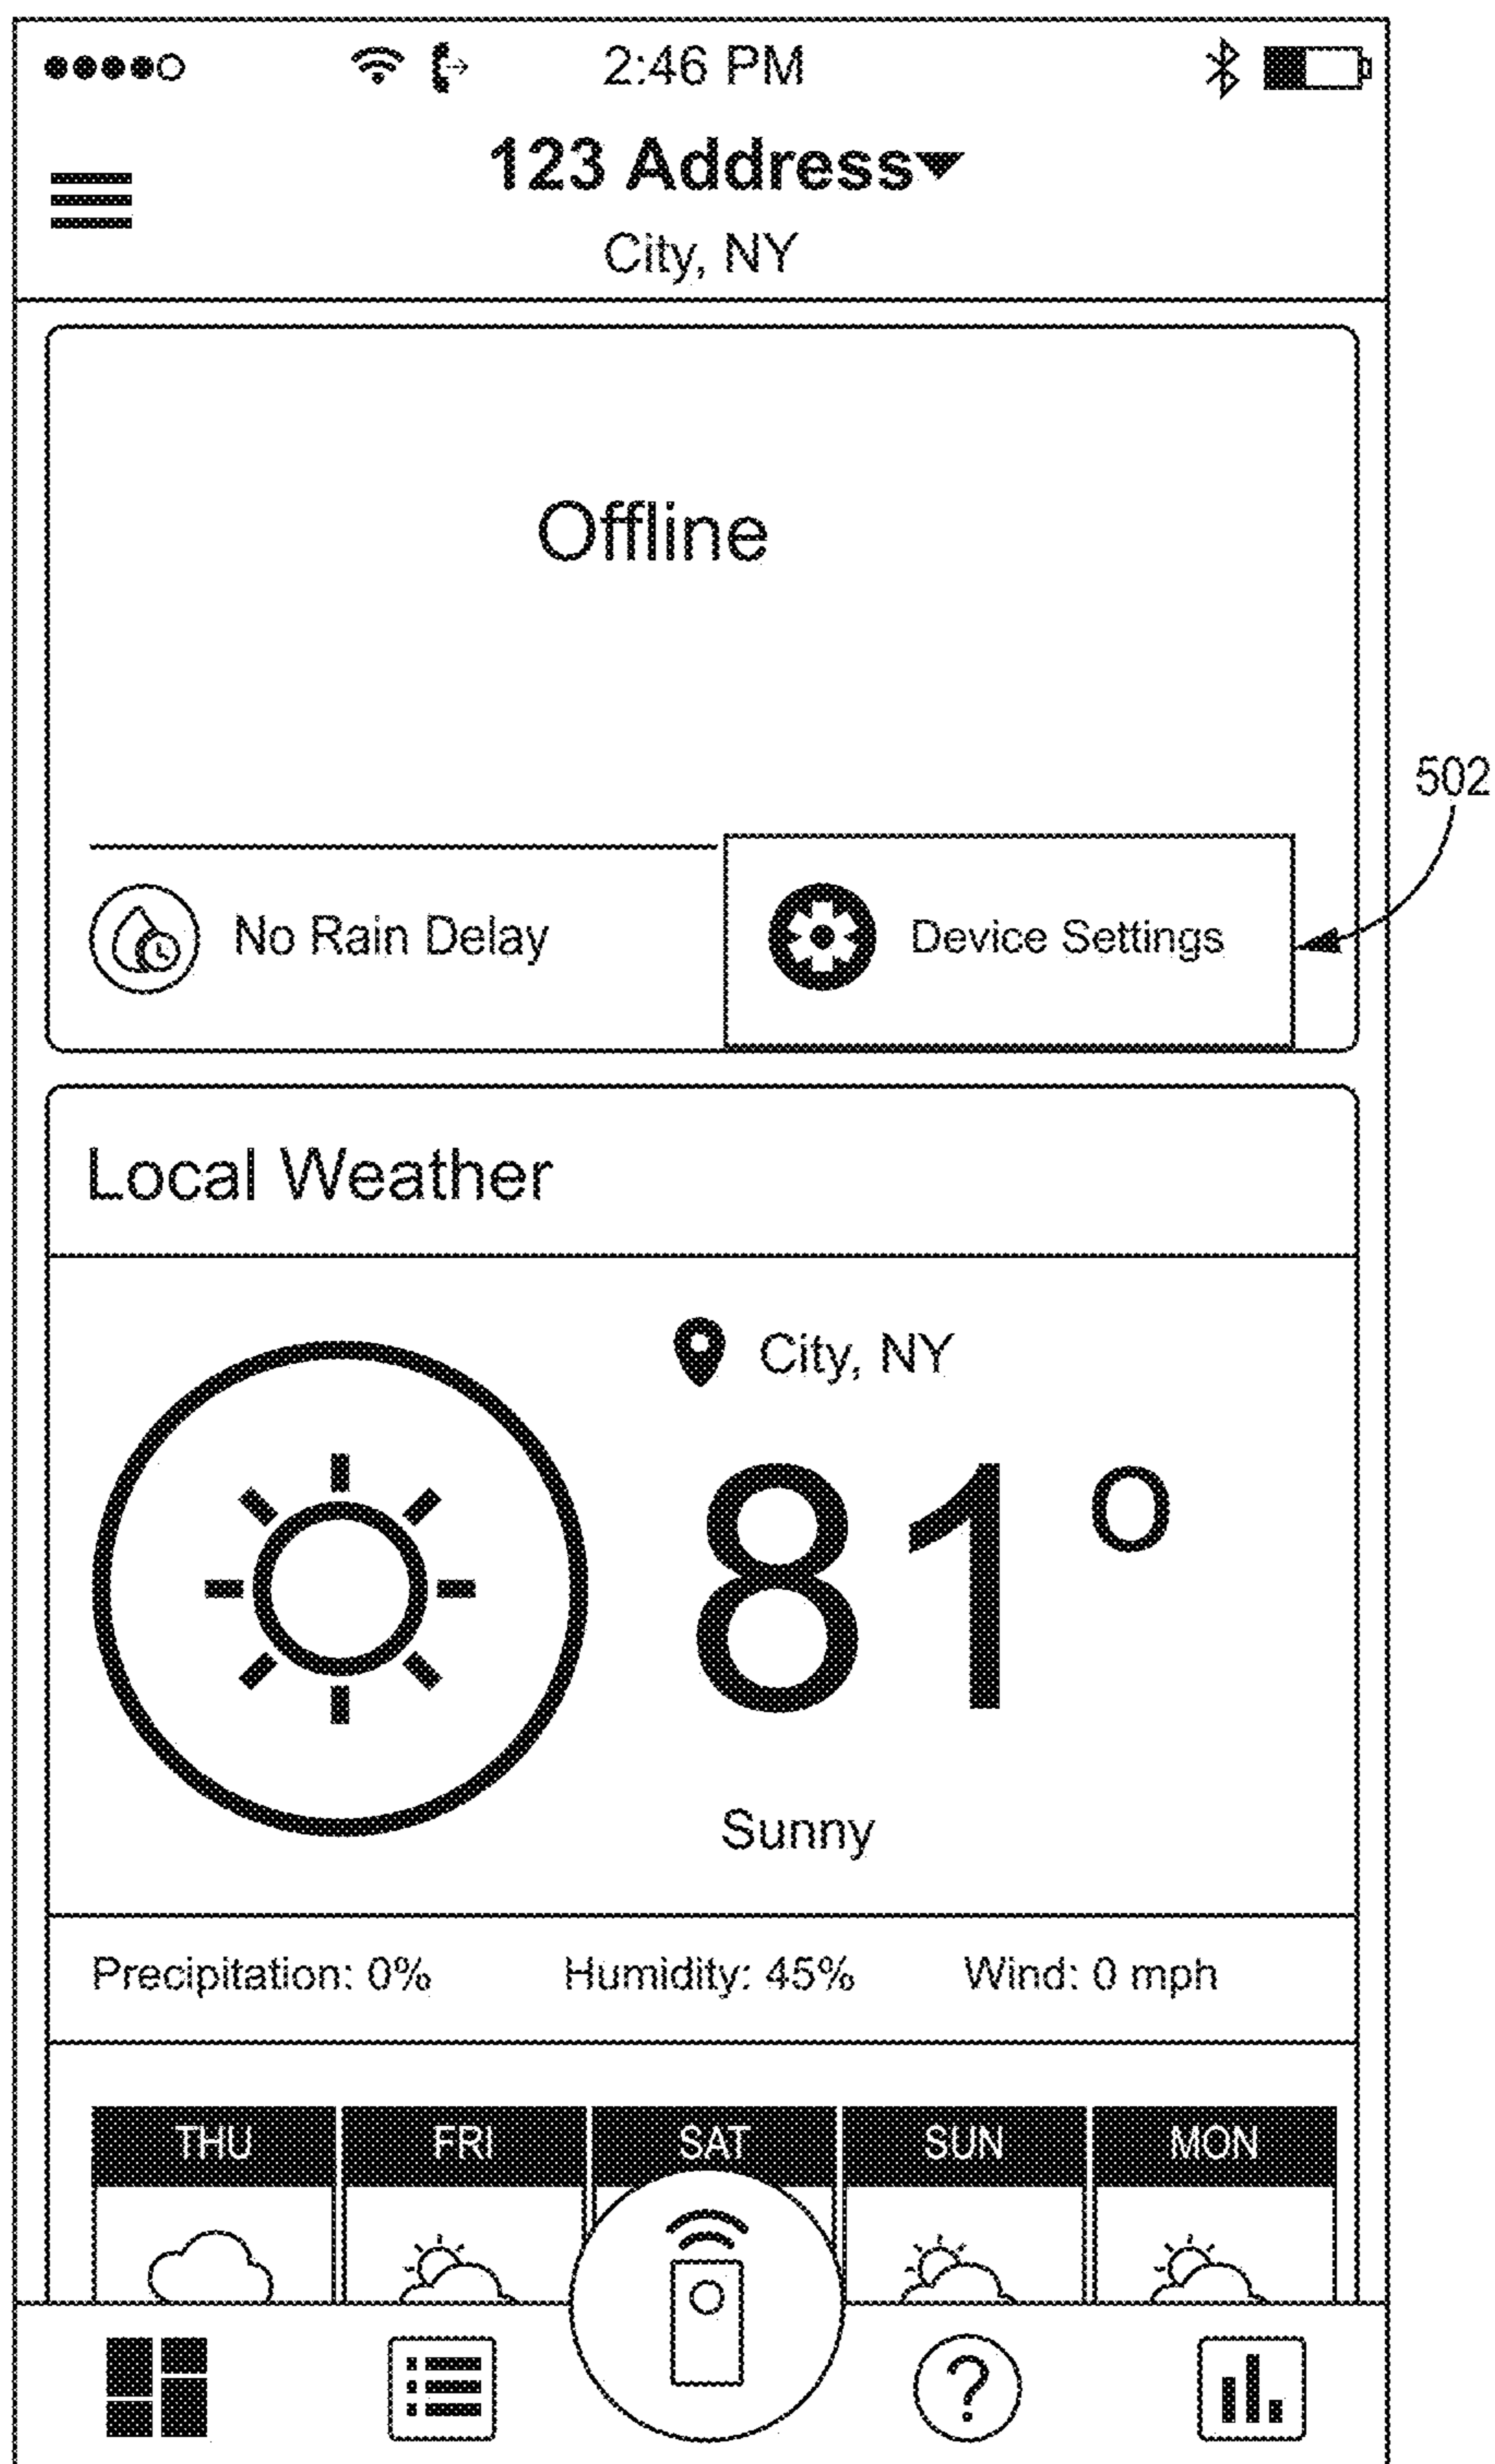 2:46 PM
123 Address
City, NY
Offline
502
No Rain Delay
Device Settings
Local Weather
City, NY
81°
Sunny
Precipitation: 0% Humidity: 45% Wind: 0 mph
THU FRI SAT SUN MON
?